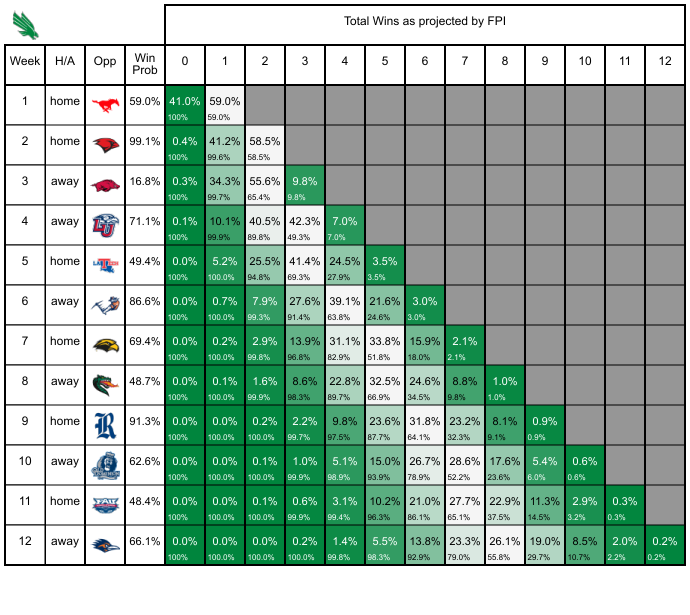 Total Wins as projected by FPI
Week H/A Opp Win Prob 0 1 2 3 4 5 6 7 8 9 10 11 12
1 home 59.0% 41.0% 59.0%
100% 59.0%
2 home 99.1% 0.4% 41.2% 58.5%
100% 99.6% 58.5%
3 away 16.8% 0.3% 34.3% 55.6% 9.8%
100% 99.7% 65.4% 9.8%
4 away LU 71.1% 0.1% 10.1% 40.5% 42.3% 7.0%
100% 99.9% 89.8% 49.3% 7.0%
5 home LA TECH 49.4% 0.0% 5.2% 25.5% 41.4% 24.5% 3.5%
100% 100.0% 94.8% 69.3% 27.9% 3.5%
6 away 86.6% 0.0% 0.7% 7.9% 27.6% 39.1% 21.6% 3.0%
100% 100.0% 99.3% 91.4% 63.8% 24.6% 3.0%
7 home 69.4% 0.0% 0.2% 2.9% 13.9% 31.1% 33.8% 15.9% 2.1%
100% 100.0% 99.8% 96.8% 82.9% 51.8% 18.0% 2.1%
8 away 48.7% 0.0% 0.1% 1.6% 8.6% 22.8% 32.5% 24.6% 8.8% 1.0%
100% 100.0% 99.9% 98.3% 89.7% 66.9% 34.5% 9.8% 1.0%
9 home R 91.3% 0.0% 0.0% 0.2% 2.2% 9.8% 23.6% 31.8% 23.2% 8.1% 0.9%
100% 100.0% 100.0% 99.7% 97.5% 87.7% 64.1% 32.3% 9.1% 0.9%
10 away 62.6% 0.0% 0.0% 0.1% 1.0% 5.1% 15.0% 26.7% 28.6% 17.6% 5.4% 0.6%
100% 100.0% 100.0% 99.9% 98.9% 93.9% 78.9% 52.2% 23.6% 6.0% 0.6%
11 home FAU 48.4% 0.0% 0.0% 0.1% 0.6% 3.1% 10.2% 21.0% 27.7% 22.9% 11.3% 2.9% 0.3%
100% 100.0% 100.0% 99.9% 99.4% 96.3% 86.1% 65.1% 37.5% 14.5% 3.2% 0.3%
12 away 66.1% 0.0% 0.0% 0.0% 0.2% 1.4% 5.5% 13.8% 23.3% 26.1% 19.0% 8.5% 2.0% 0.2%
100% 100.0% 100.0% 100.0% 99.8% 98.3% 92.9% 79.0% 55.8% 29.7% 10.7% 2.2% 0.2%